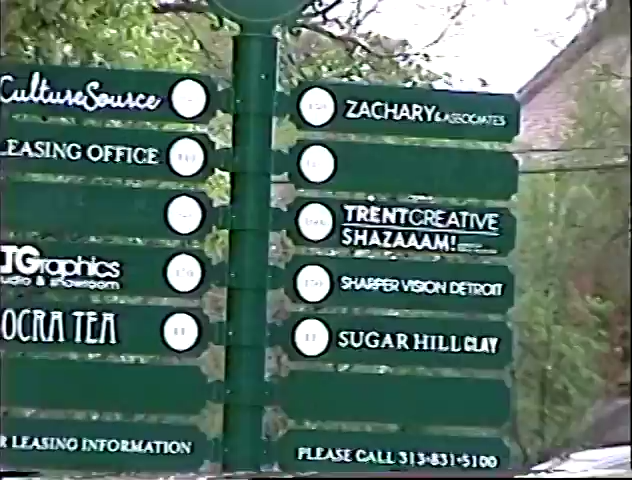 CultureSource
LEASING OFFICE
TGraphics
udio & showroom
OCRA TEA
R LEASING INFORMATION
ZACHARY & ASSOCIATES
TRENTCREATIVE
SHAZAAAM!
SHARPER VISION DETROIT
SUGAR HILL CLAY
PLEASE CALL 313-831-5100